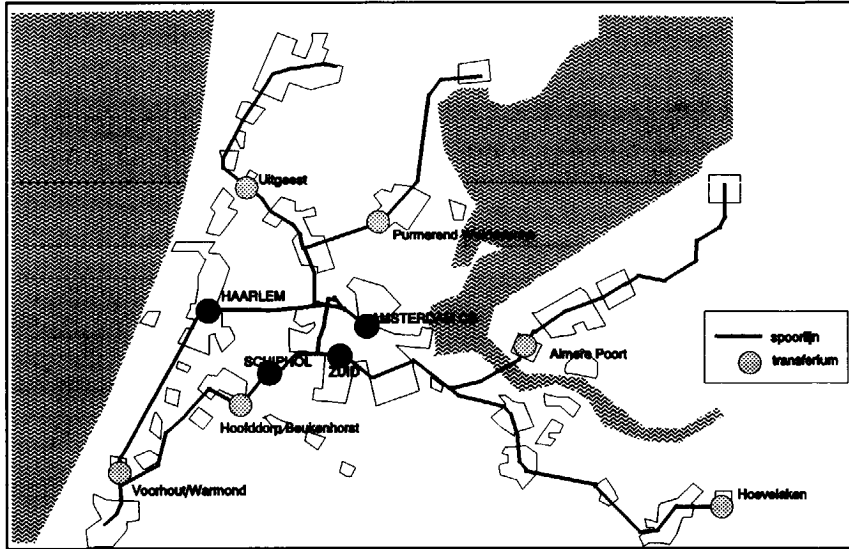 Uitgeest
Purmerend
HAARLEM
AMSTERDAM CS
SCHIPHOL
ZUID
Almere Poort
spoorlijn
transferium
Hoofddorp/Beukenhorst
Voorhout/Warmond
Hoevelaken